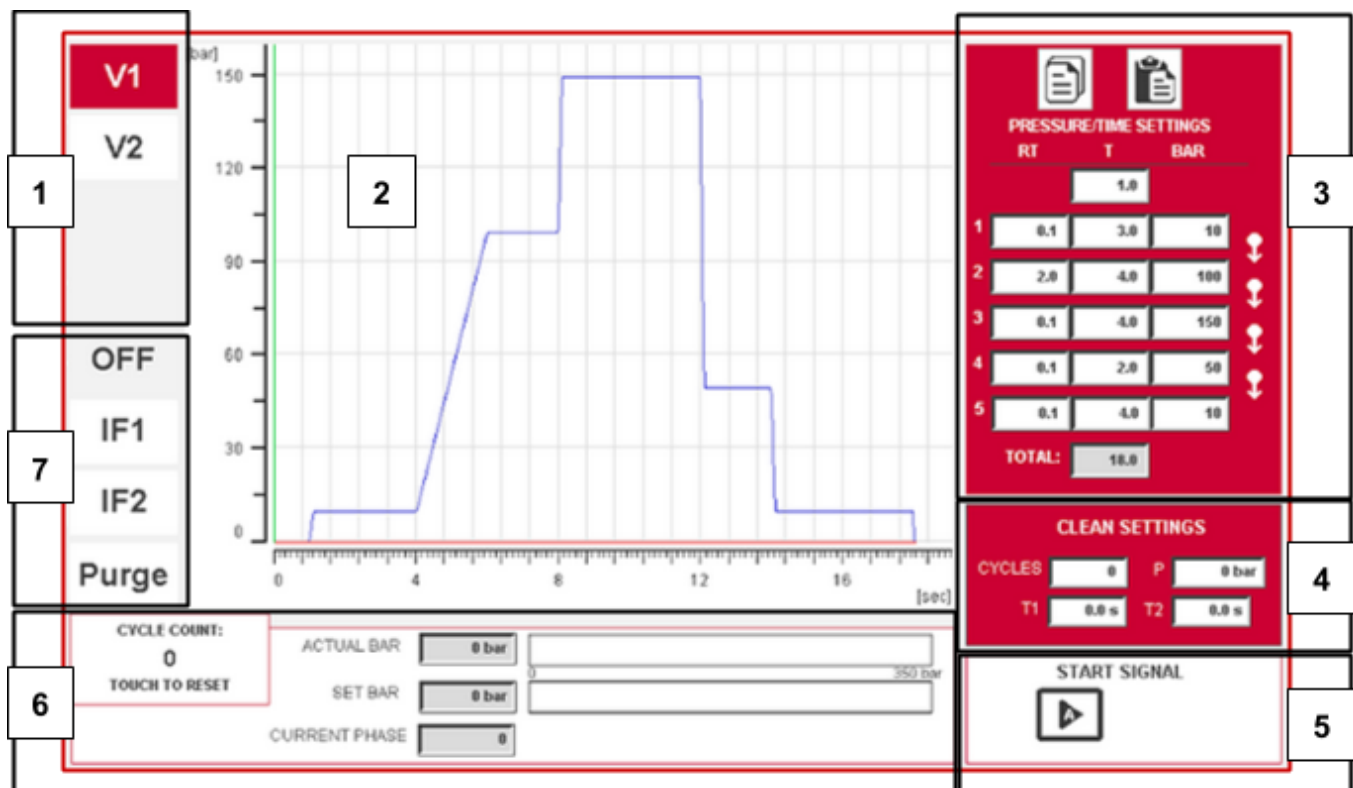 V1
V2
1
OFF
IF1
IF2
Purge
7
bar]
150
120
90
60
30
0
2
0 4 8 12 16
[sec]
PRESSURE/TIME SETTINGS
RT T BAR
1.0
1 0.1 3.0 10
2 2.0 4.0 100
3 0.1 4.0 150
4 0.1 2.0 50
5 0.1 4.0 10
TOTAL: 18.0
3
CLEAN SETTINGS
CYCLES 0 P 0 bar
T1 0.0 s T2 0.0 s
4
CYCLE COUNT:
0
TOUCH TO RESET
6
ACTUAL BAR 0 bar
0 350 bar
SET BAR 0 bar
CURRENT PHASE 0
START SIGNAL
A
5